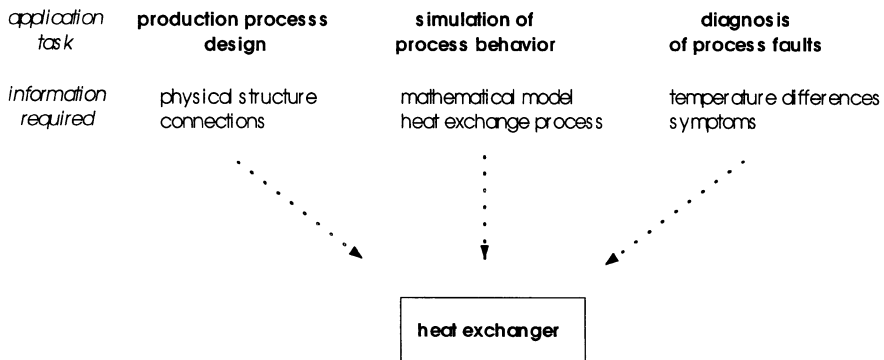 application task
production processs design
simulation of process behavior
diagnosis of process faults
information required
physical structure connections
mathematical model heat exchange process
temperature differences symptoms
heat exchanger